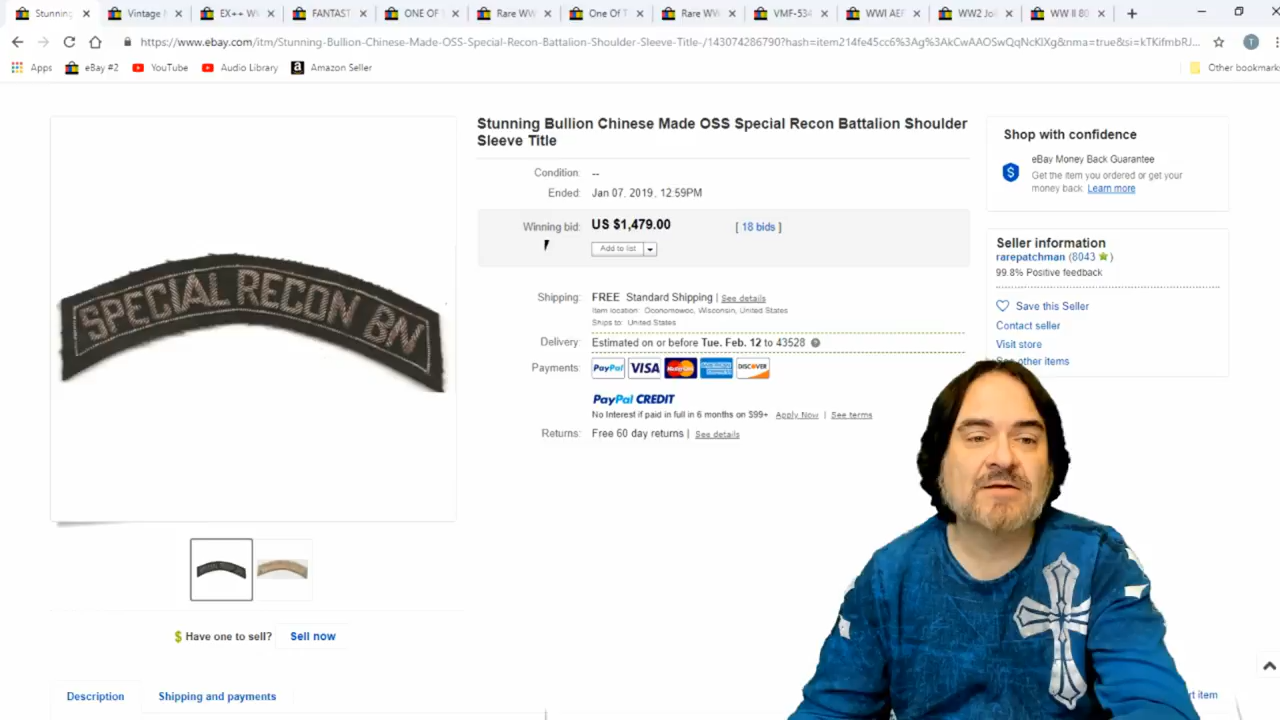 Stunning
Vintage
EX++ W
FANTAST
ONE OF
Rare WW
One Of T
Rare WW
VMF-534
WWI AEF
WW2 Joi
WW II 80
https://www.ebay.com/itm/Stunning-Bullion-Chinese-Made-OSS-Special-Recon-Battalion-Shoulder-Sleeve-Title-/143074286790?hash=item214fe45cc6%3Ag%3AkCwAAOSwQqNcKlXg&nma=true&si=kTKifmbRJ...
T
Apps
eBay #2
YouTube
Audio Library
Amazon Seller
Other bookmarks
Stunning Bullion Chinese Made OSS Special Recon Battalion Shoulder
Sleeve Title
Condition: --
Ended: Jan 07, 2019, 12:59PM
Winning bid: US $1,479.00 [ 18 bids ]
Add to list
Shipping: FREE Standard Shipping | See details
Item location: Oconomowoc, Wisconsin, United States
Ships to: United States
Delivery: Estimated on or before Tue. Feb. 12 to 43528
Payments: PayPal VISA MasterCard AMERICAN EXPRESS DISCOVER
PayPal CREDIT
No Interest if paid in full in 6 months on $99+ Apply Now | See terms
Returns: Free 60 day returns | See details
Shop with confidence
eBay Money Back Guarantee
Get the item you ordered or get your
money back. Learn more
Seller information
rarepatchman (8043 )
99.8% Positive feedback
Save this Seller
Contact seller
Visit store
See other items
SPECIAL RECON BN
$ Have one to sell? Sell now
Description
Shipping and payments
rt item